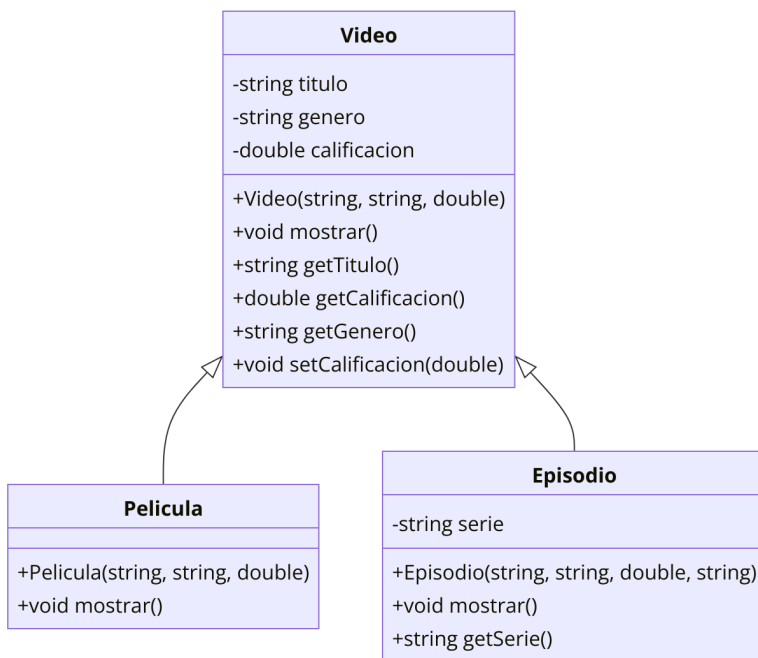 Video
-string titulo
-string genero
-double calificacion
+Video(string, string, double)
+void mostrar()
+string getTitulo()
+double getCalificacion()
+string getGenero()
+void setCalificacion(double)
Pelicula
+Pelicula(string, string, double)
+void mostrar()
Episodio
-string serie
+Episodio(string, string, double, string)
+void mostrar()
+string getSerie()